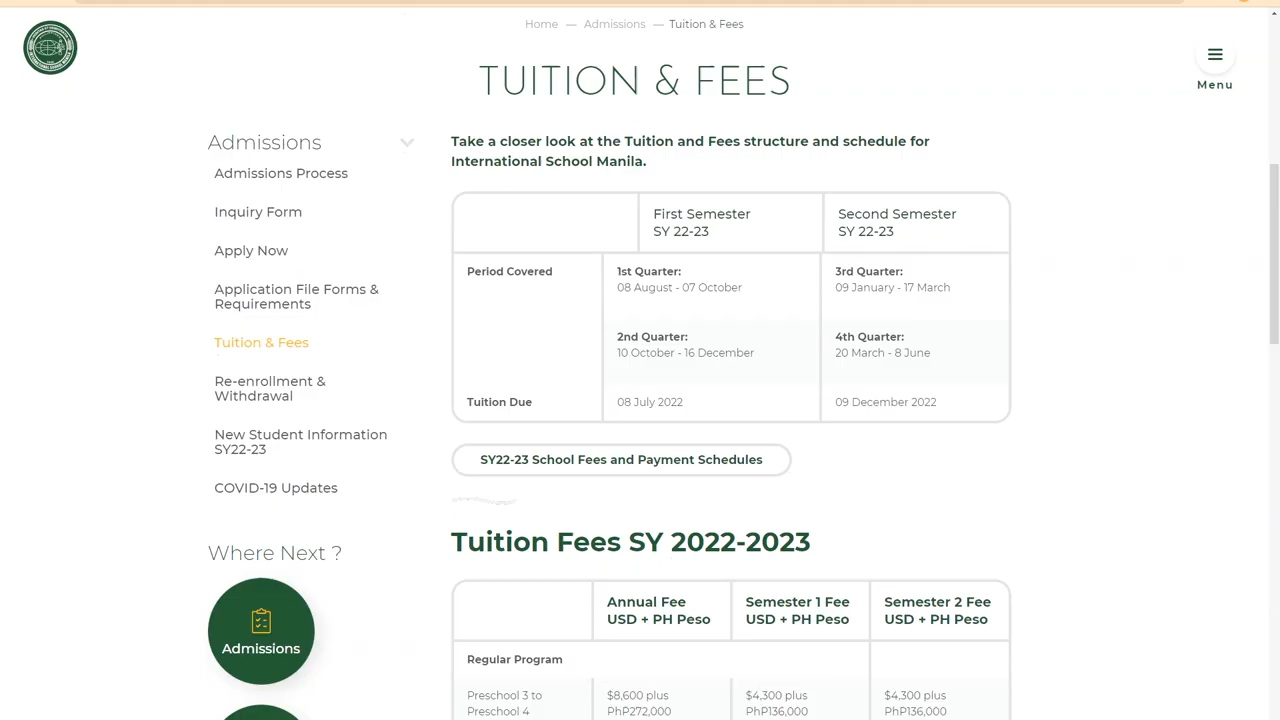 Home — Admissions — Tuition & Fees
Menu
TUITION & FEES
Admissions
Admissions Process
Inquiry Form
Apply Now
Application File Forms &
Requirements
Tuition & Fees
Re-enrollment &
Withdrawal
New Student Information
SY22-23
COVID-19 Updates
Where Next ?
Admissions
Take a closer look at the Tuition and Fees structure and schedule for
International School Manila.
First Semester
SY 22-23
Second Semester
SY 22-23
Period Covered
1st Quarter:
08 August - 07 October
3rd Quarter:
09 January - 17 March
2nd Quarter:
10 October - 16 December
4th Quarter:
20 March - 8 June
Tuition Due
08 July 2022
09 December 2022
SY22-23 School Fees and Payment Schedules
Tuition Fees SY 2022-2023
Annual Fee
USD + PH Peso
Semester 1 Fee
USD + PH Peso
Semester 2 Fee
USD + PH Peso
Regular Program
Preschool 3 to
Preschool 4
$8,600 plus
PhP272,000
$4,300 plus
PhP136,000
$4,300 plus
PhP136,000